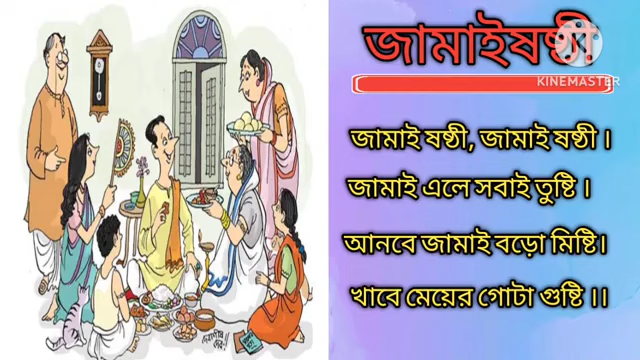 জামাইষষ্ঠী
KINEMASTER
জামাই ষষ্ঠী, জামাই ষষ্ঠী।
জামাই এলে সবাই তুষ্টি।
আনবে জামাই বড়ো মিষ্টি।
খাবে মেয়ের গোটা গুষ্টি।।